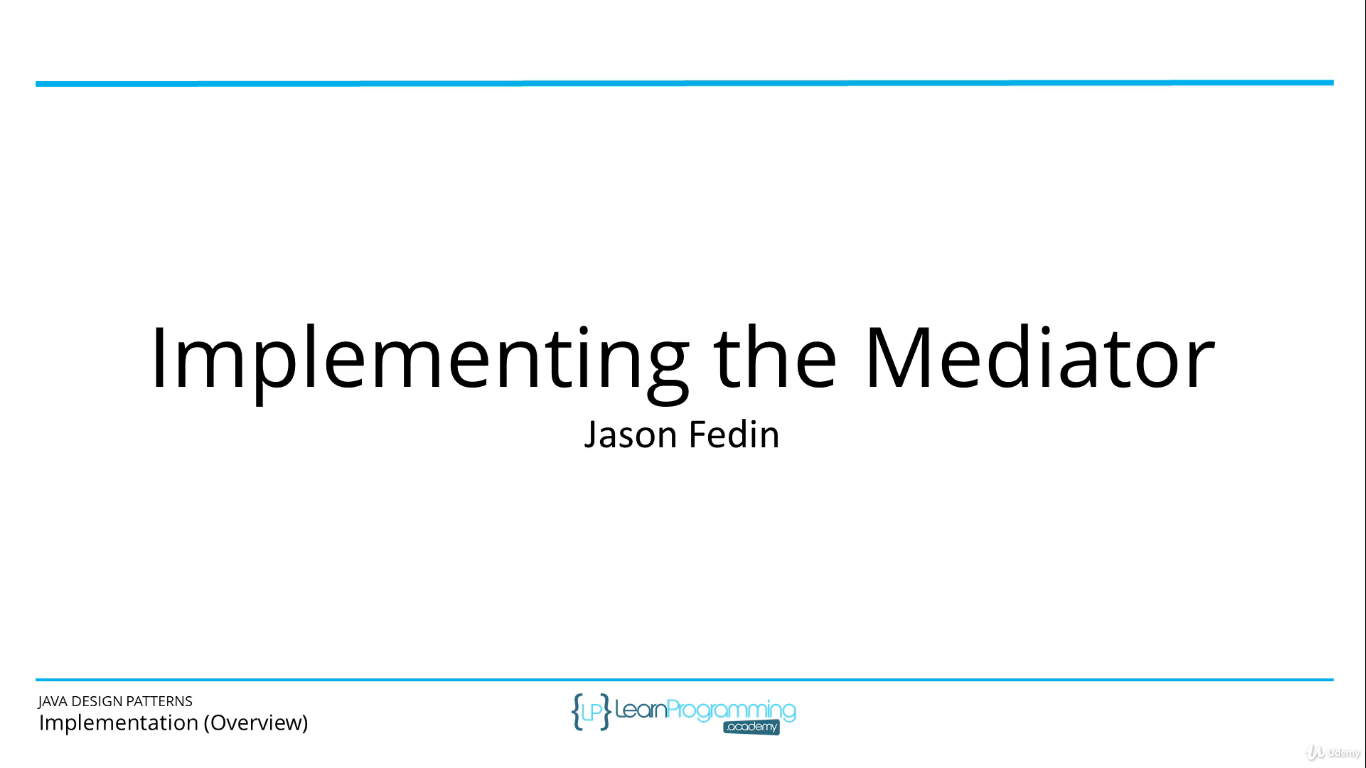 Implementing the Mediator
Jason Fedin
JAVA DESIGN PATTERNS
Implementation (Overview)
{LP} LearnProgramming
.academy
Udemy